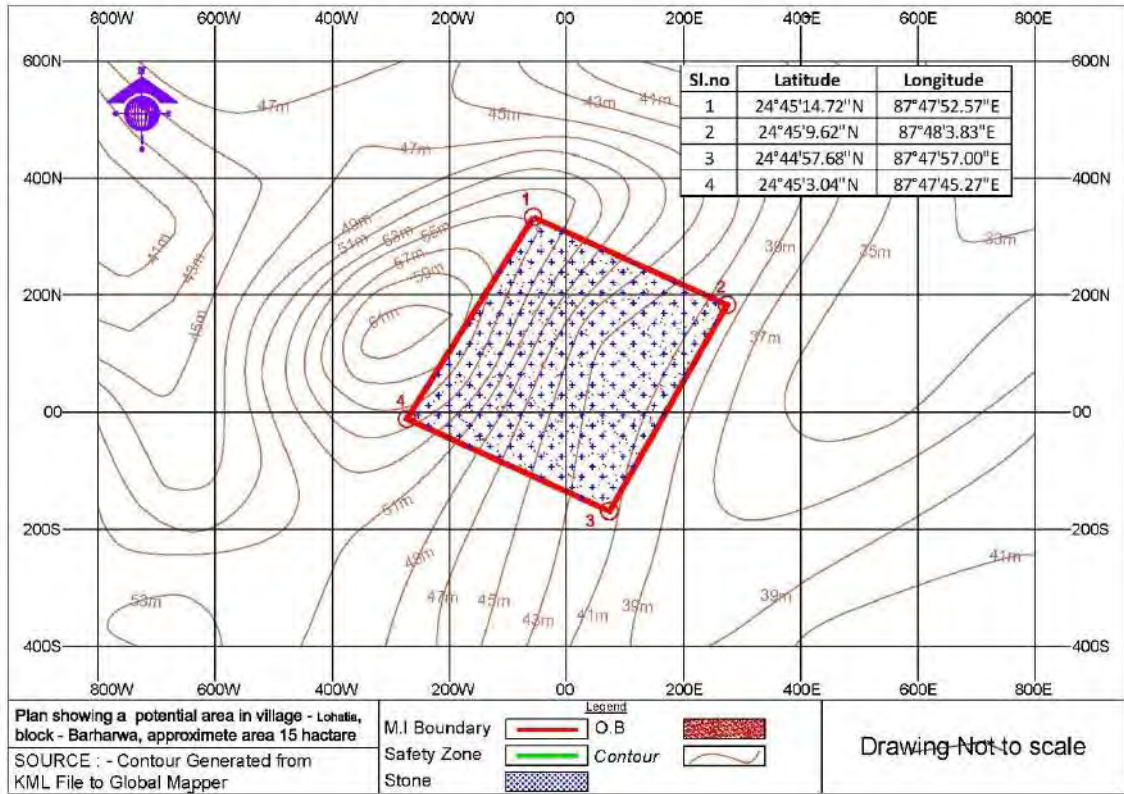 800W 600W 400W 200W 00 200E 400E 600E 800E
600N 600N
Sl.no Latitude Longitude
1 24°45'14.72"N 87°47'52.57"E
2 24°45'9.62"N 87°48'3.83"E
3 24°44'57.68"N 87°47'57.00"E
4 24°45'3.04"N 87°47'45.27"E
47m
45m
43m
41m
47m
400N 400N
49m
51m
53m
55m
57m
59m
61m
41m
43m
45m
39m
35m
33m
37m
1
2
3
4
200N 200N
00 00
51m
200S 200S
53m
47m
45m
43m
41m
39m
39m
41m
400S 400S
800W 600W 400W 200W 00 200E 400E 600E 800E
Plan showing a potential area in village - Lohatia,
block - Barharwa, approximete area 15 hactare
SOURCE : - Contour Generated from
KML File to Global Mapper
Legend
M.I Boundary O.B
Safety Zone Contour
Stone
Drawing Not to scale